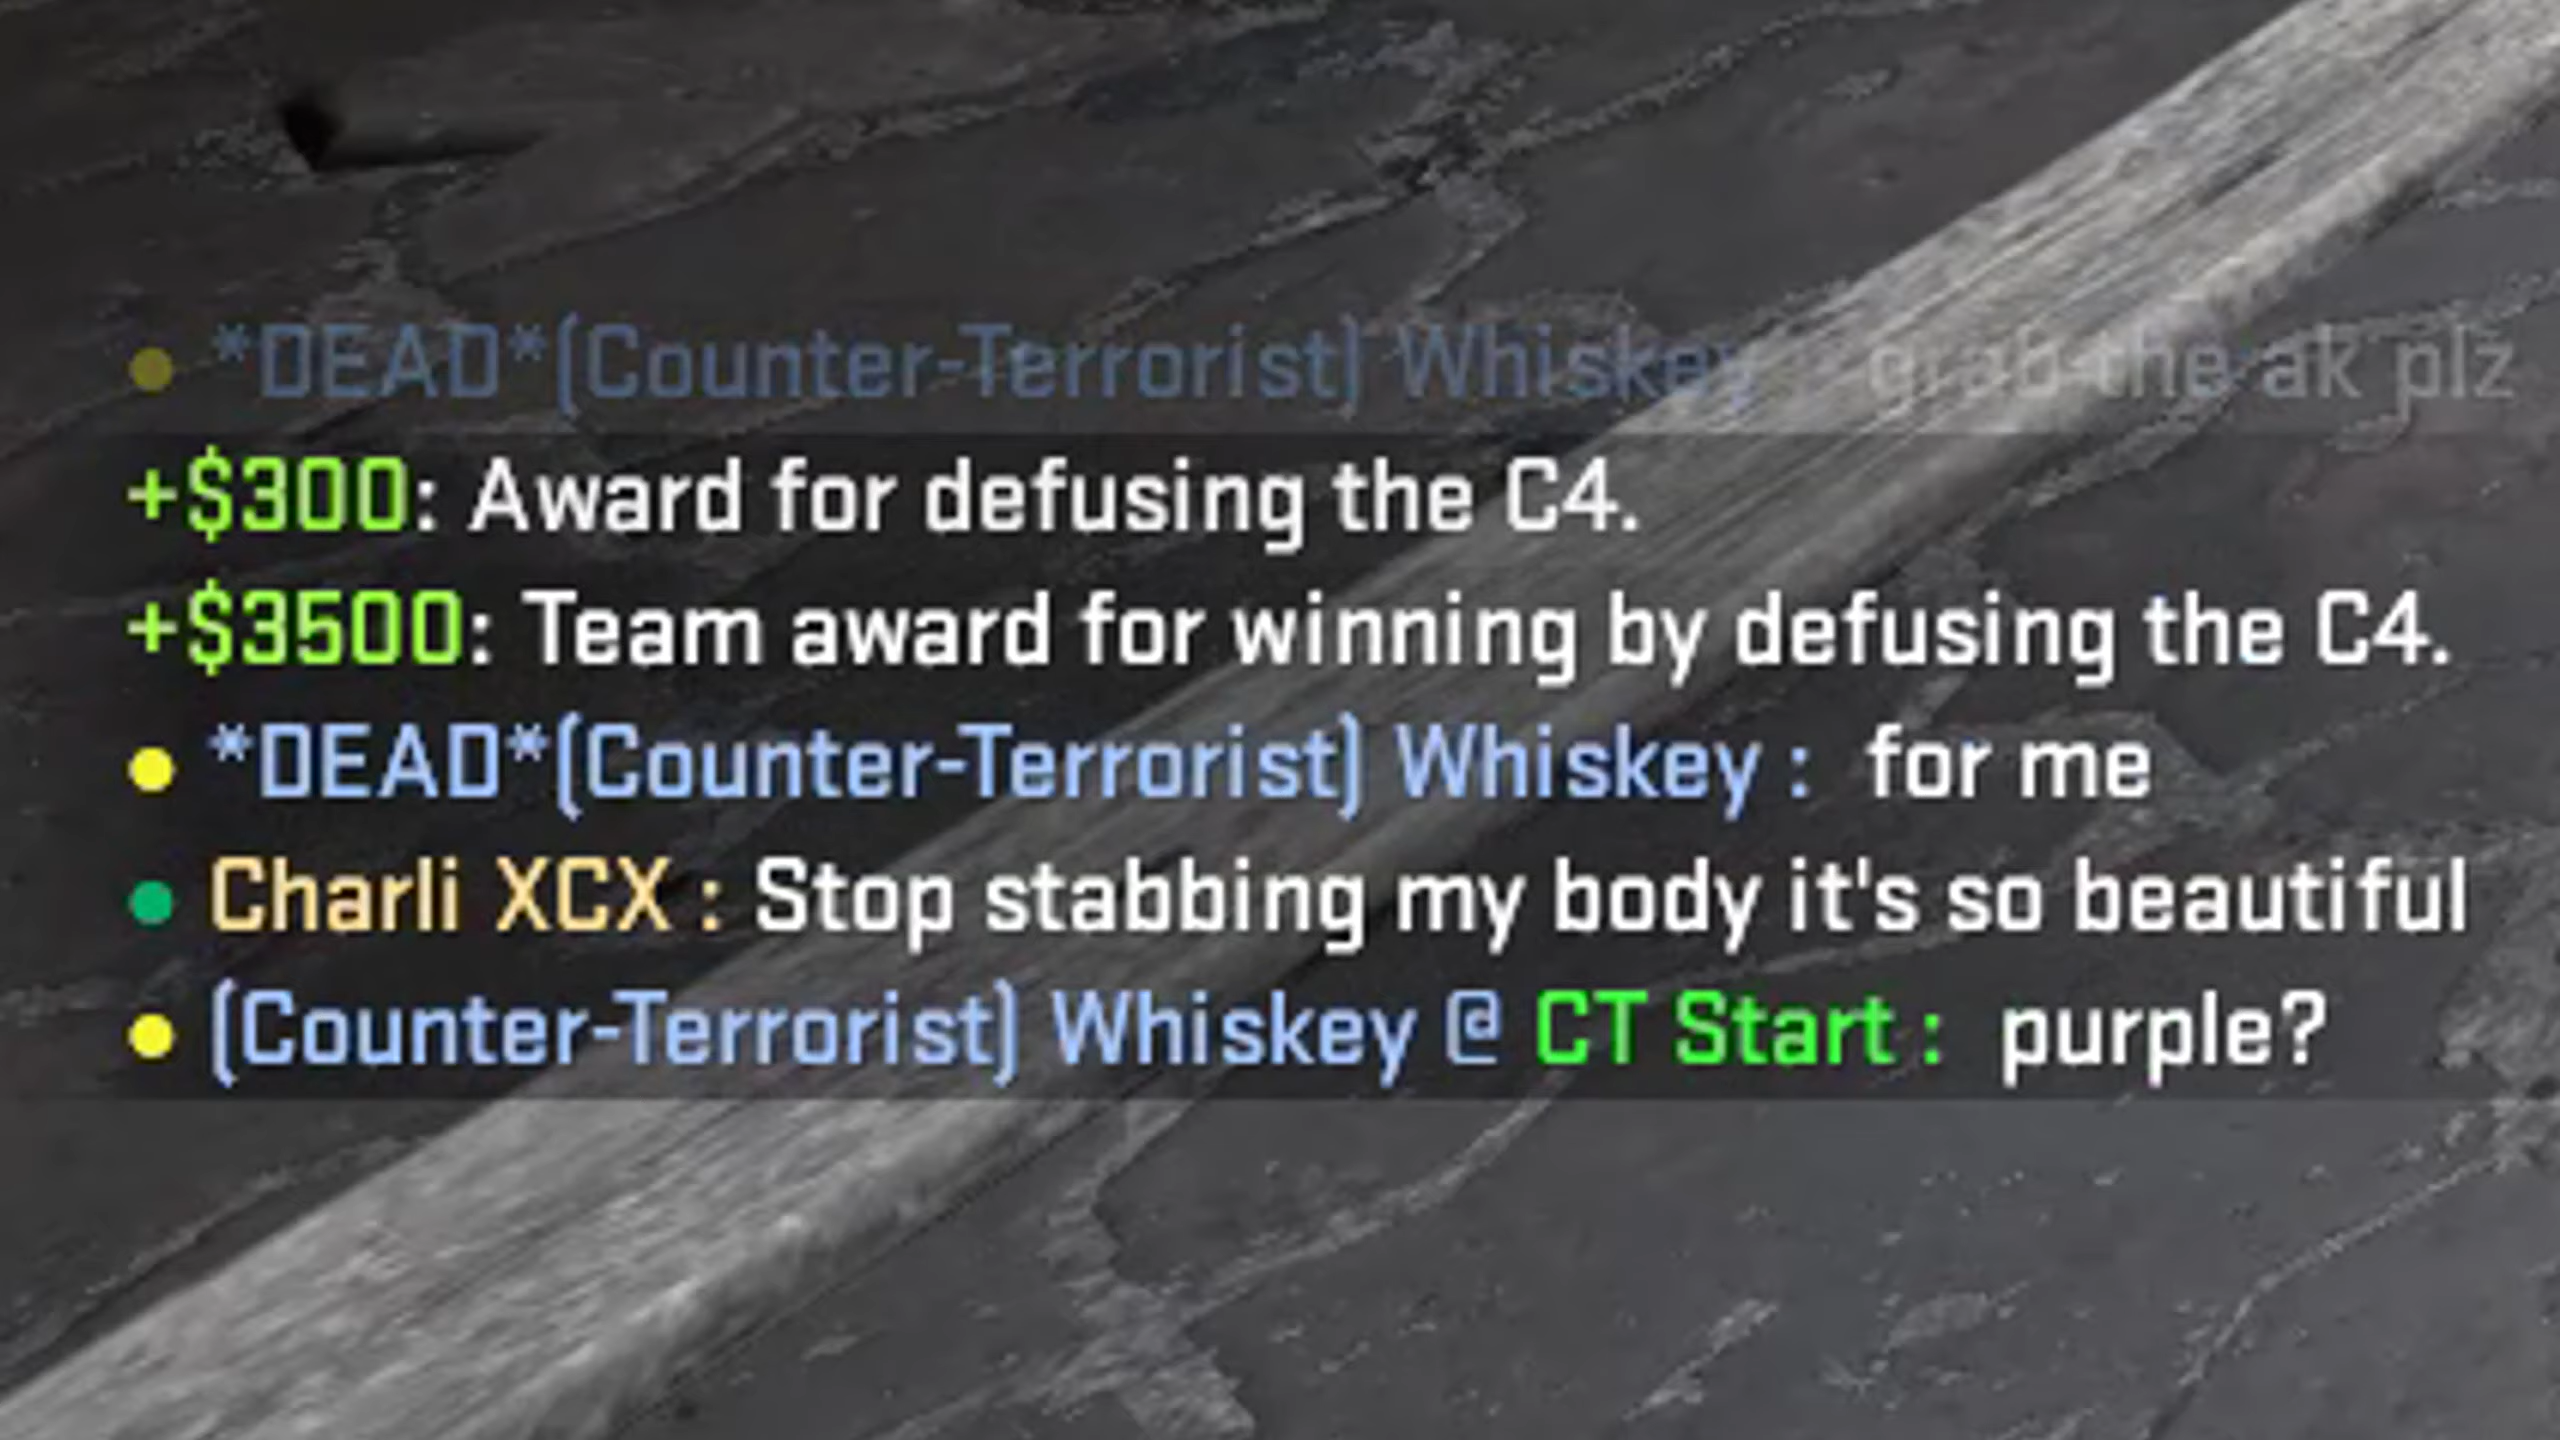 *DEAD*(Counter-Terrorist) Whiskey : grab the ak plz
+$300: Award for defusing the C4.
+$3500: Team award for winning by defusing the C4.
*DEAD*(Counter-Terrorist) Whiskey : for me
Charli XCX : Stop stabbing my body it's so beautiful
(Counter-Terrorist) Whiskey @ CT Start : purple?